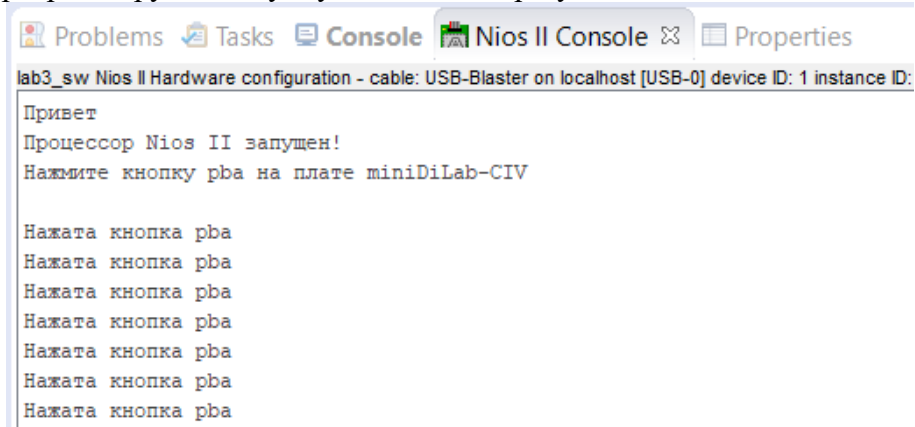 Problems Tasks Console Nios II Console Properties
lab3_sw Nios II Hardware configuration - cable: USB-Blaster on localhost [USB-0] device ID: 1 instance ID:
Привет
Процессор Nios II запущен!
Нажмите кнопку pba на плате miniDiLab-CIV
Нажата кнопка pba
Нажата кнопка pba
Нажата кнопка pba
Нажата кнопка pba
Нажата кнопка pba
Нажата кнопка pba
Нажата кнопка pba